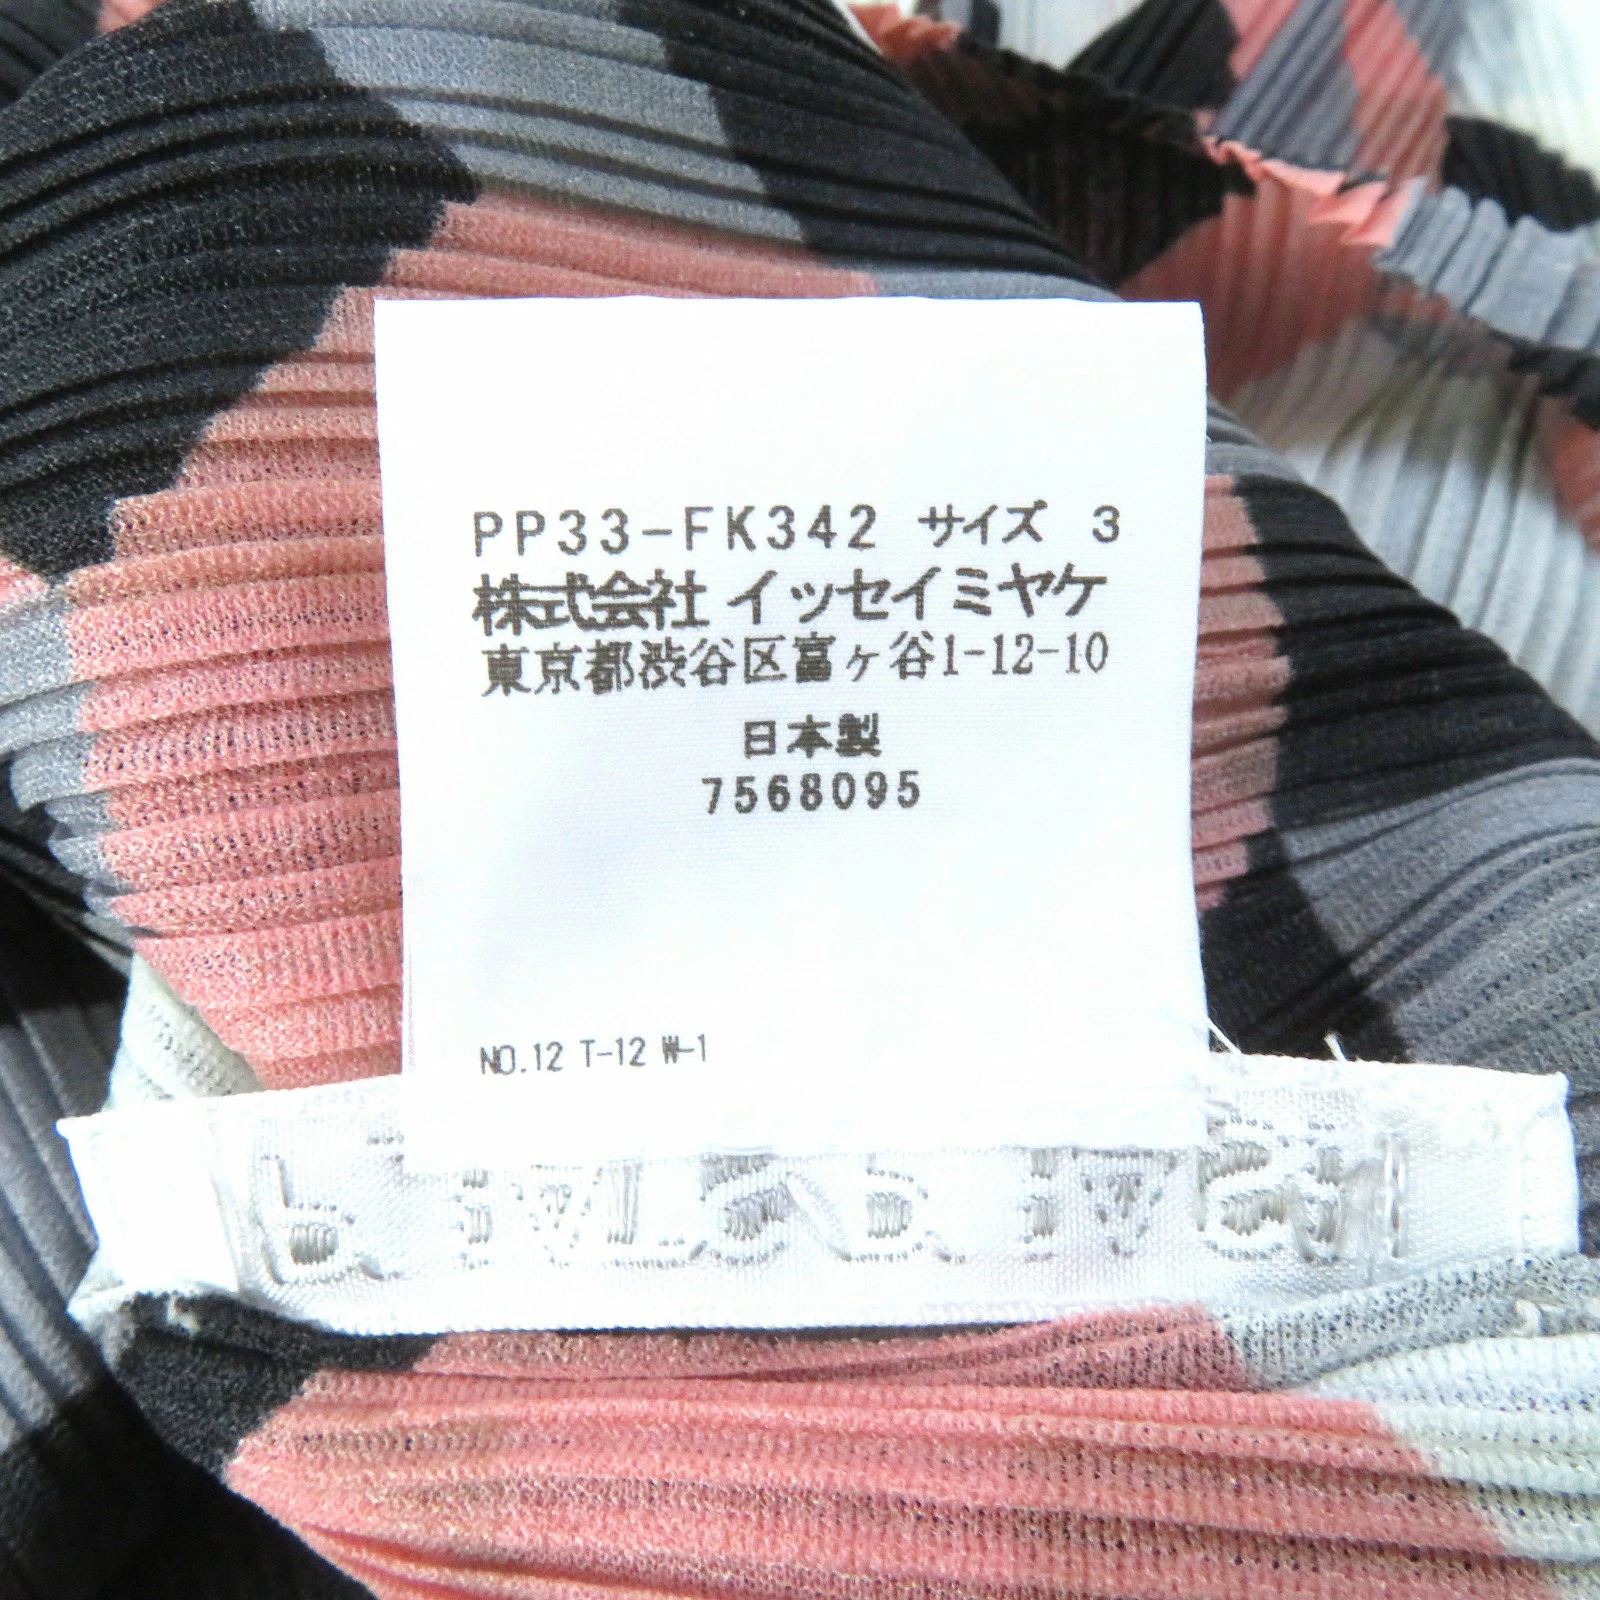 PP33-FK342 サイズ 3
株式会社 イッセイミヤケ
東京都渋谷区富ヶ谷1-12-10
日本製
7568095
NO.12 T-12 W-1